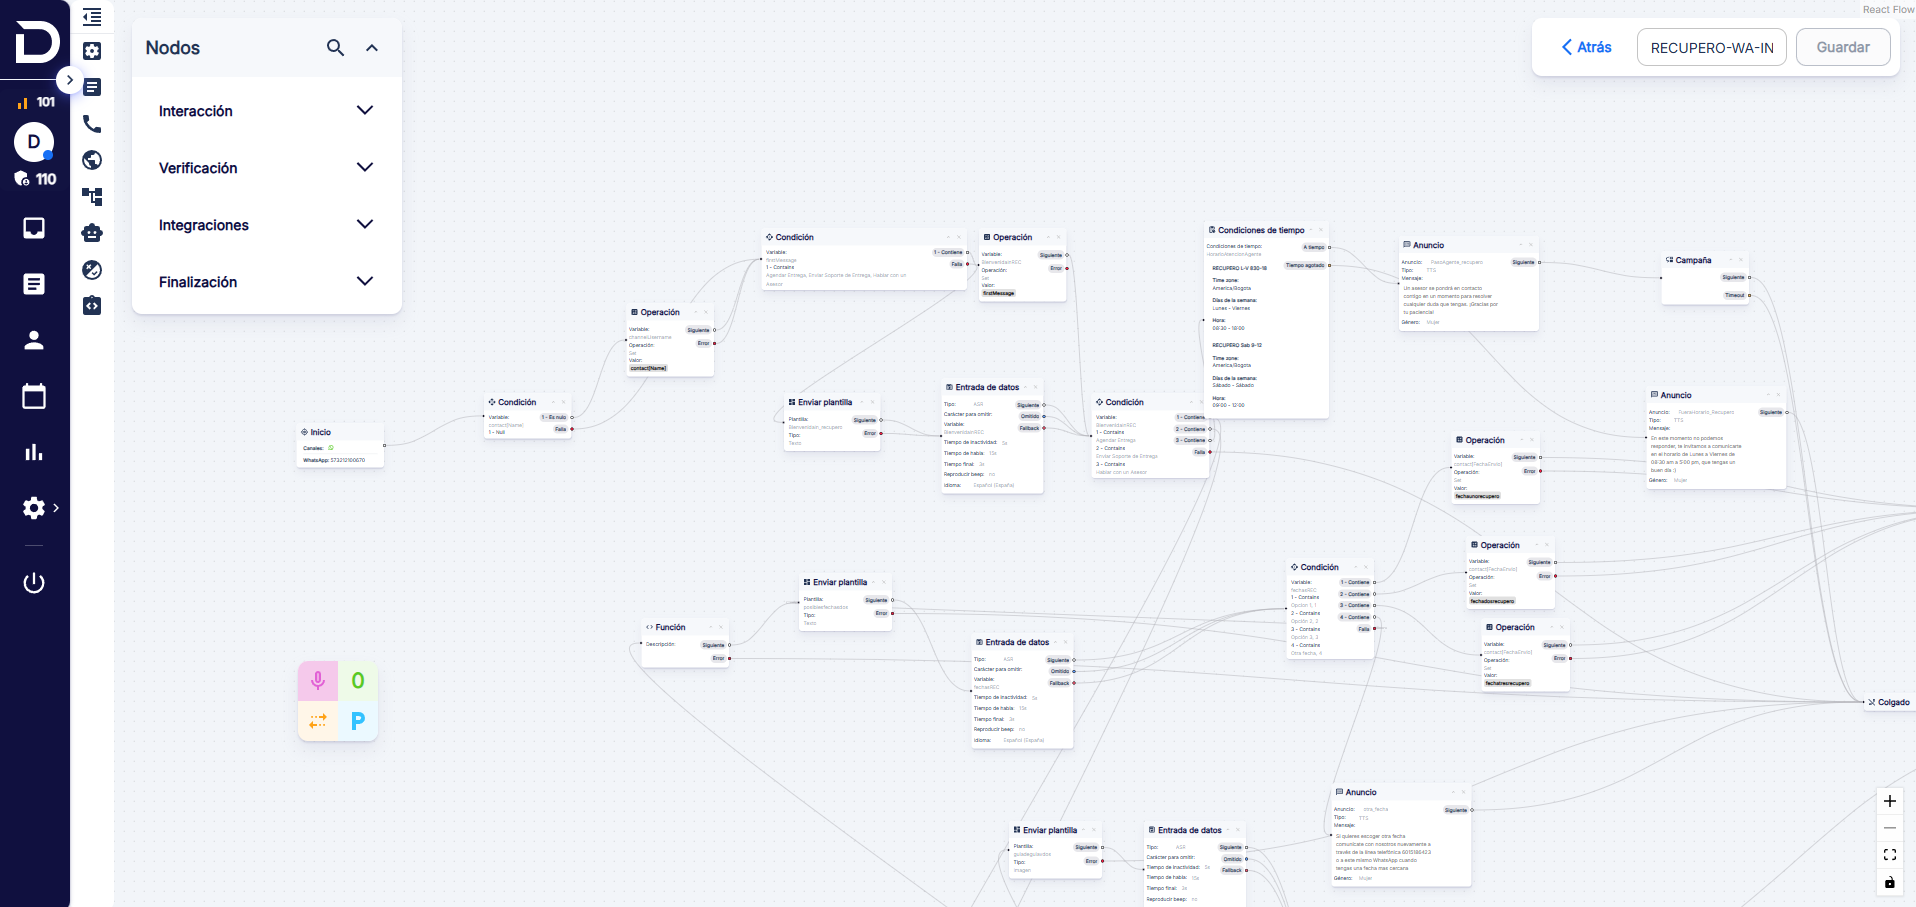 React Flow
Nodos
Interacción
Verificación
Integraciones
Finalización
Atrás
RECUPERO-WA-IN
Guardar
101
D
110
Inicio
Canales:
WhatsApp: 573212100670
Condición
Variable:
contact[Name]
1 - Null
1 - Es nulo
Falla
Operación
Variable:
channelUsername
Operación:
Set
Valor:
contact[Name]
Siguiente
Error
Condición
Variable:
firstMessage
1 - Contains
Agendar Entrega, Enviar Soporte de Entrega, Hablar con un
Asesor
1 - Contiene
Falla
Operación
Variable:
BienvenidaInREC
Operación:
Set
Valor:
firstMessage
Siguiente
Error
Enviar plantilla
Plantilla:
Bienvenidain_recupero
Tipo:
Texto
Siguiente
Error
Entrada de datos
Tipo: ASR
Carácter para omitir:
Variable:
BienvenidaInREC
Tiempo de inactividad: 5s
Tiempo de habla: 15s
Tiempo final: 3s
Reproducir beep: no
Idioma: Español (España)
Siguiente
Omitido
Fallback
Condición
Variable:
BienvenidaInREC
1 - Contains
Agendar Entrega
2 - Contains
Enviar Soporte de Entrega
3 - Contains
Hablar con un Asesor
1 - Contiene
2 - Contiene
3 - Contiene
Falla
Condiciones de tiempo
Condiciones de tiempo:
HorarioAtenciónAgente
A tiempo
Tiempo agotado
RECUPERO L-V 830-18
Time zone:
America/Bogota
Días de la semana:
Lunes - Viernes
Hora:
08:30 - 18:00
RECUPERO Sab 9-12
Time zone:
America/Bogota
Días de la semana:
Sábado - Sábado
Hora:
09:00 - 12:00
Anuncio
Anuncio: PasoAgente_recupero
Tipo: TTS
Mensaje:
Un asesor se pondrá en contacto
contigo en un momento para resolver
cualquier duda que tengas. ¡Gracias por
tu paciencia!
Género: Mujer
Siguiente
Campaña
Siguiente
Timeout
Anuncio
Anuncio: FueraHorario_Recupero
Tipo: TTS
Mensaje:
En este momento no podemos
responder, te invitamos a comunicarte
en el horario de Lunes a Viernes de
08:30 am a 5:00 pm, que tengas un
buen día :)
Género: Mujer
Siguiente
Operación
Variable:
contact[FechaEnvio]
Operación:
Set
Valor:
fechaunorecupero
Siguiente
Error
Operación
Variable:
contact[FechaEnvio]
Operación:
Set
Valor:
fechadosrecupero
Siguiente
Error
Operación
Variable:
contact[FechaEnvio]
Operación:
Set
Valor:
fechatresrecupero
Siguiente
Error
Condición
Variable:
fechasREC
1 - Contains
Opción 1, 1
2 - Contains
Opción 2, 2
3 - Contains
Opción 3, 3
4 - Contains
Otra fecha, 4
1 - Contiene
2 - Contiene
3 - Contiene
4 - Contiene
Falla
Enviar plantilla
Plantilla:
posiblesfechasdos
Tipo:
Texto
Siguiente
Error
Función
Descripción:
Siguiente
Error
Entrada de datos
Tipo: ASR
Carácter para omitir:
Variable:
fechasREC
Tiempo de inactividad: 5s
Tiempo de habla: 15s
Tiempo final: 3s
Reproducir beep: no
Idioma: Español (España)
Siguiente
Omitido
Fallback
O
P
Colgado
Anuncio
Anuncio: otra_fecha
Tipo: TTS
Mensaje:
Si quieres escoger otra fecha
comunícate con nosotros nuevamente a
través de la línea telefónica 6015185423
o a este mismo WhatsApp cuando
tengas una fecha mas cercana
Género: Mujer
Siguiente
Enviar plantilla
Plantilla:
guiadeguiasdos
Tipo:
Imagen
Siguiente
Error
Entrada de datos
Tipo: ASR
Carácter para omitir:
Tiempo de inactividad: 3s
Tiempo de habla: 15s
Tiempo final: 3s
Reproducir beep: no
Siguiente
Omitido
Fallback